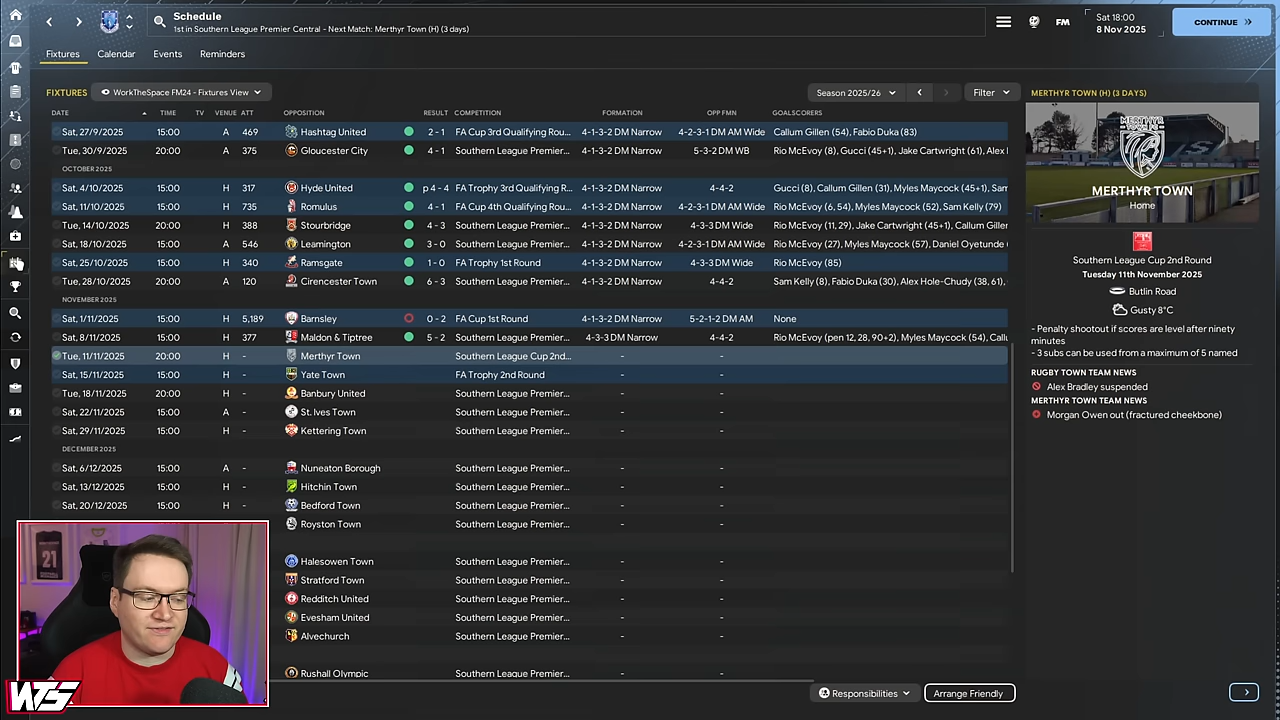 Schedule
1st in Southern League Premier Central - Next Match: Merthyr Town (H) (3 days)
FM
Sat 18:00
8 Nov 2025
CONTINUE
Fixtures Calendar Events Reminders
FIXTURES WorkTheSpace FM24 - Fixtures View Season 2025/26 Filter
DATE TIME TV VENUE ATT OPPOSITION RESULT COMPETITION FORMATION OPP FMN GOALSCORERS
Sat, 27/9/2025 15:00 A 469 Hashtag United 2 - 1 FA Cup 3rd Qualifying Rou... 4-1-3-2 DM Narrow 4-2-3-1 DM AM Wide Callum Gillen (54), Fabio Duka (83)
Tue, 30/9/2025 20:00 A 375 Gloucester City 4 - 1 Southern League Premier... 4-1-3-2 DM Narrow 5-3-2 DM WB Rio McEvoy (8), Gucci (45+1), Jake Cartwright (61), Alex
OCTOBER 2025
Sat, 4/10/2025 15:00 H 317 Hyde United p 4 - 4 FA Trophy 3rd Qualifying R... 4-1-3-2 DM Narrow 4-4-2 Gucci (8), Callum Gillen (31), Myles Maycock (45+1), Sam
Sat, 11/10/2025 15:00 H 735 Romulus 4 - 1 FA Cup 4th Qualifying Rou... 4-1-3-2 DM Narrow 4-4-2 Rio McEvoy (6, 54), Myles Maycock (52), Sam Kelly (79)
Tue, 14/10/2025 20:00 H 388 Stourbridge 4 - 3 Southern League Premier... 4-1-3-2 DM Narrow 4-3-3 DM Wide Rio McEvoy (11, 29), Jake Cartwright (45+1), Callum Gillen
Sat, 18/10/2025 15:00 A 546 Leamington Southern League Premier... 4-1-3-2 DM Narrow 4-2-3-1 DM AM Wide Rio McEvoy (27), Myles Maycock (57), Daniel Oyetunde
Sat, 25/10/2025 15:00 H 340 Ramsgate 1 - 0 FA Trophy 1st Round 4-1-3-2 DM Narrow 4-3-3 DM Wide Rio McEvoy (85)
Tue, 28/10/2025 20:00 A 120 Cirencester Town 6 - 3 Southern League Premier... 4-1-3-2 DM Narrow 4-4-2 Sam Kelly (8), Fabio Duka (30), Alex Hole-Chudy (38, 61),
NOVEMBER 2025
Sat, 1/11/2025 15:00 H 5,189 Barnsley 0 - 2 FA Cup 1st Round 4-1-3-2 DM Narrow 5-2-1-2 DM AM None
Sat, 8/11/2025 15:00 H 377 Maldon & Tiptree 5 - 2 Southern League Premier... 4-3-3 DM Narrow 4-4-2 Rio McEvoy (pen 12, 28, 90+2), Myles Maycock (54), Callu
Tue, 11/11/2025 20:00 H - Merthyr Town Southern League Cup 2nd... - -
Sat, 15/11/2025 15:00 H - Yate Town FA Trophy 2nd Round - -
Tue, 18/11/2025 20:00 H - Banbury United Southern League Premier... - -
Sat, 22/11/2025 15:00 A - St. Ives Town Southern League Premier... - -
Sat, 29/11/2025 15:00 H - Kettering Town Southern League Premier... - -
DECEMBER 2025
Sat, 6/12/2025 15:00 A - Nuneaton Borough Southern League Premier... - -
Sat, 13/12/2025 15:00 H - Hitchin Town Southern League Premier... - -
Sat, 20/12/2025 15:00 H - Bedford Town Southern League Premier... - -
Royston Town Southern League Premier... - -
Halesowen Town Southern League Premier... - -
Stratford Town Southern League Premier... - -
Redditch United Southern League Premier... - -
Evesham United Southern League Premier... - -
Alvechurch Southern League Premier... - -
Rushall Olympic Southern League Premier... - -
Responsibilities Arrange Friendly
MERTHYR TOWN (H) (3 DAYS)
MERTHYR
MERTHYR TOWN
Home
Southern League Cup 2nd Round
Tuesday 11th November 2025
Butlin Road
Gusty 8°C
- Penalty shootout if scores are level after ninety
minutes
- 3 subs can be used from a maximum of 5 named
RUGBY TOWN TEAM NEWS
Alex Bradley suspended
MERTHYR TOWN TEAM NEWS
Morgan Owen out (fractured cheekbone)
21
WTS